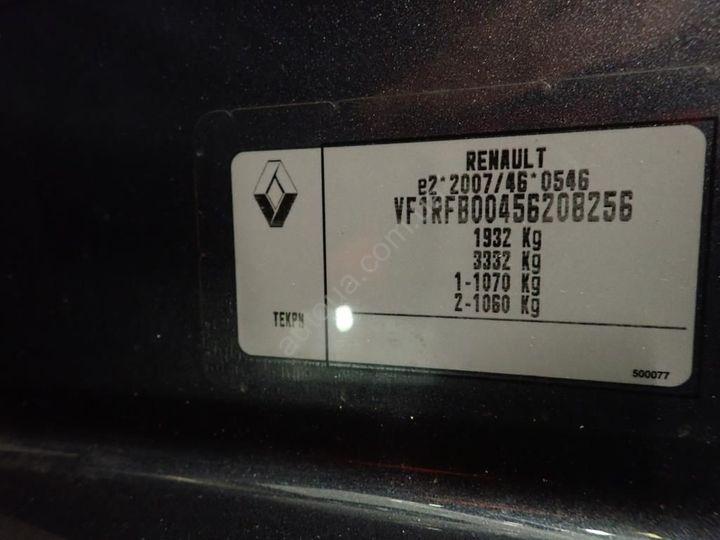 RENAULT
e2*2007/46*0546
VF1RFB00456208256
1932 Kg
3332 Kg
1-1070 Kg
2-1060 Kg
TEKPN
500077